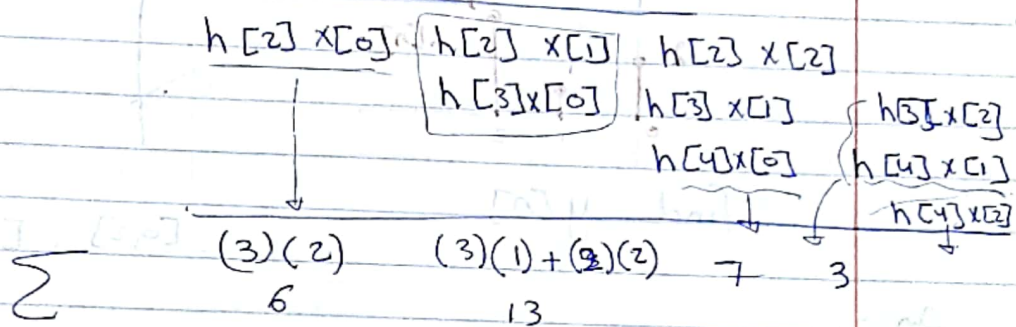 h[2] x[0] h[2] x[1] h[2] x[2]
h[3]x[0] h[3] x[1] h[3] x[2]
h[4]x[0] h[4] x[1]
h[4]x[2]
Σ (3)(2) (3)(1) + (2)(2) 7 3
6 13